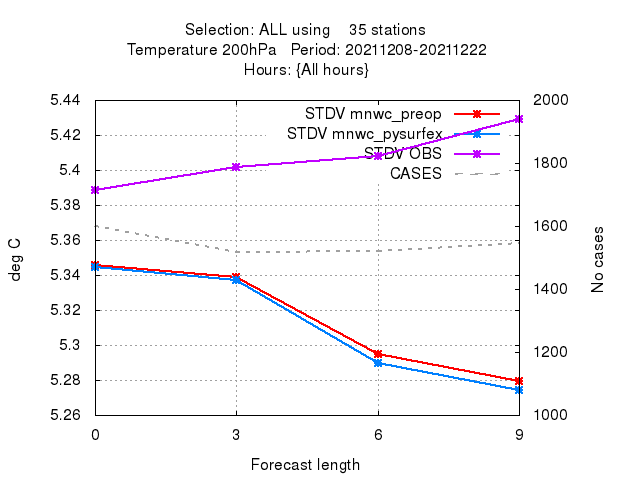 Selection: ALL using 35 stations
Temperature 200hPa Period: 20211208-20211222
Hours: {All hours}
5.44 2000
STDV mnwc_preop
5.42
STDV mnwc_pysurfex
STDV OBS
5.4 1800
CASES
5.38
5.36 1600
deg C
No cases
5.34 1400
5.32
5.3 1200
5.28
5.26 1000
0 3 6 9
Forecast length